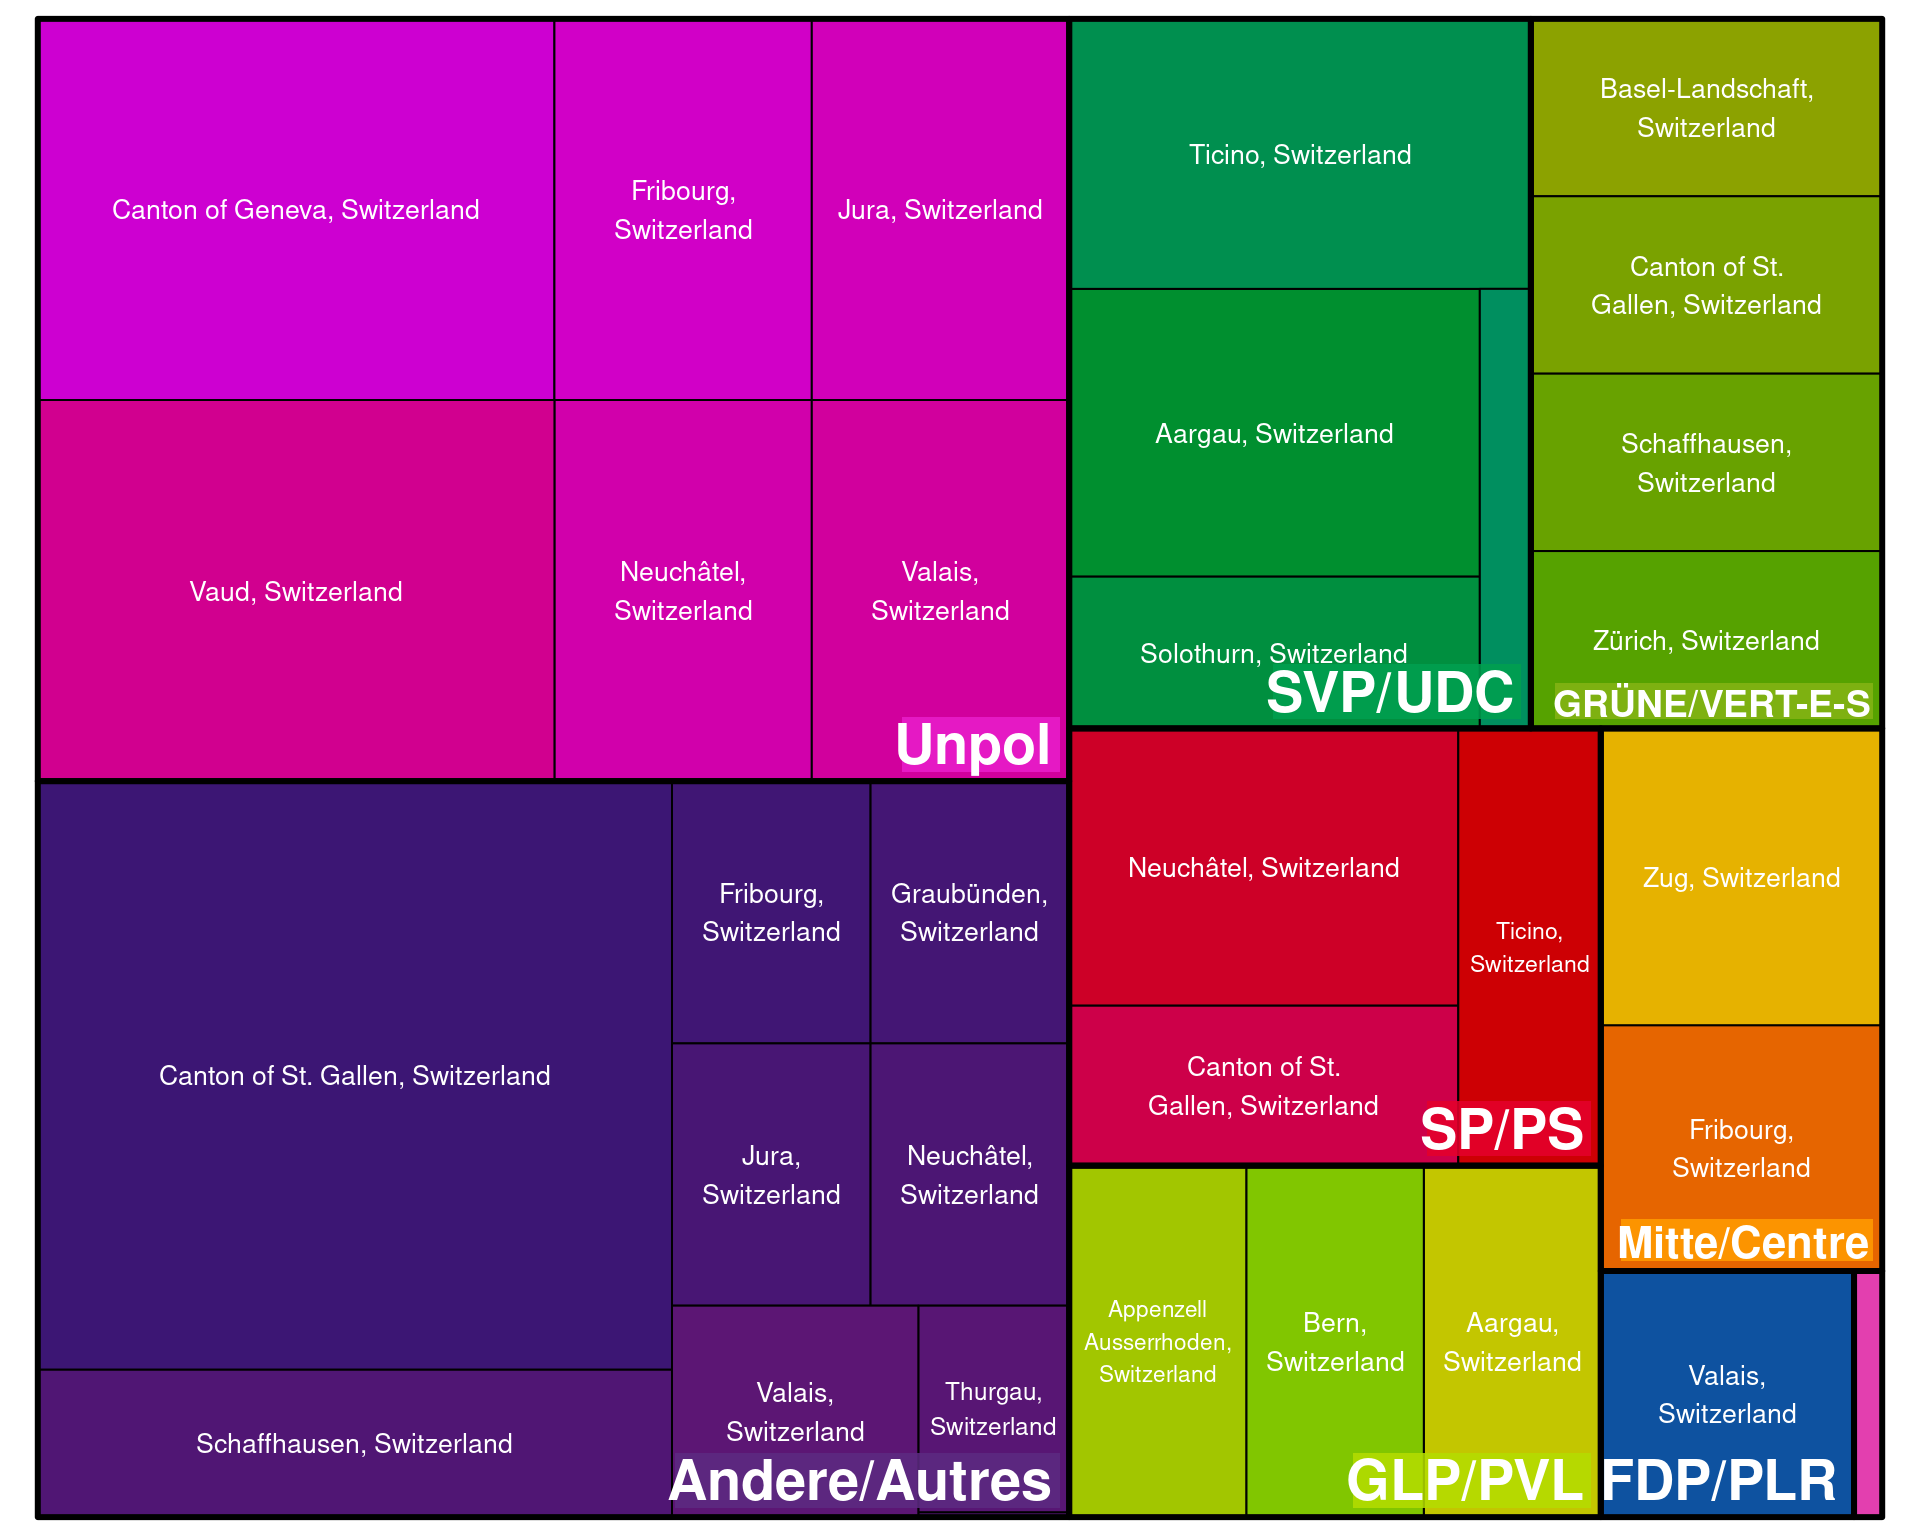 Canton of Geneva, Switzerland
Fribourg,
Switzerland
Jura, Switzerland
Vaud, Switzerland
Neuchâtel,
Switzerland
Valais,
Switzerland
Unpol
Canton of St. Gallen, Switzerland
Fribourg,
Switzerland
Graubünden,
Switzerland
Jura,
Switzerland
Neuchâtel,
Switzerland
Schaffhausen, Switzerland
Valais,
Switzerland
Thurgau,
Switzerland
Andere/Autres
Ticino, Switzerland
Aargau, Switzerland
Solothurn, Switzerland
SVP/UDC
Basel-Landschaft,
Switzerland
Canton of St.
Gallen, Switzerland
Schaffhausen,
Switzerland
Zürich, Switzerland
GRÜNE/VERT-E-S
Neuchâtel, Switzerland
Ticino,
Switzerland
Canton of St.
Gallen, Switzerland
SP/PS
Zug, Switzerland
Fribourg,
Switzerland
Mitte/Centre
Appenzell
Ausserrhoden,
Switzerland
Bern,
Switzerland
Aargau,
Switzerland
GLP/PVL
Valais,
Switzerland
FDP/PLR